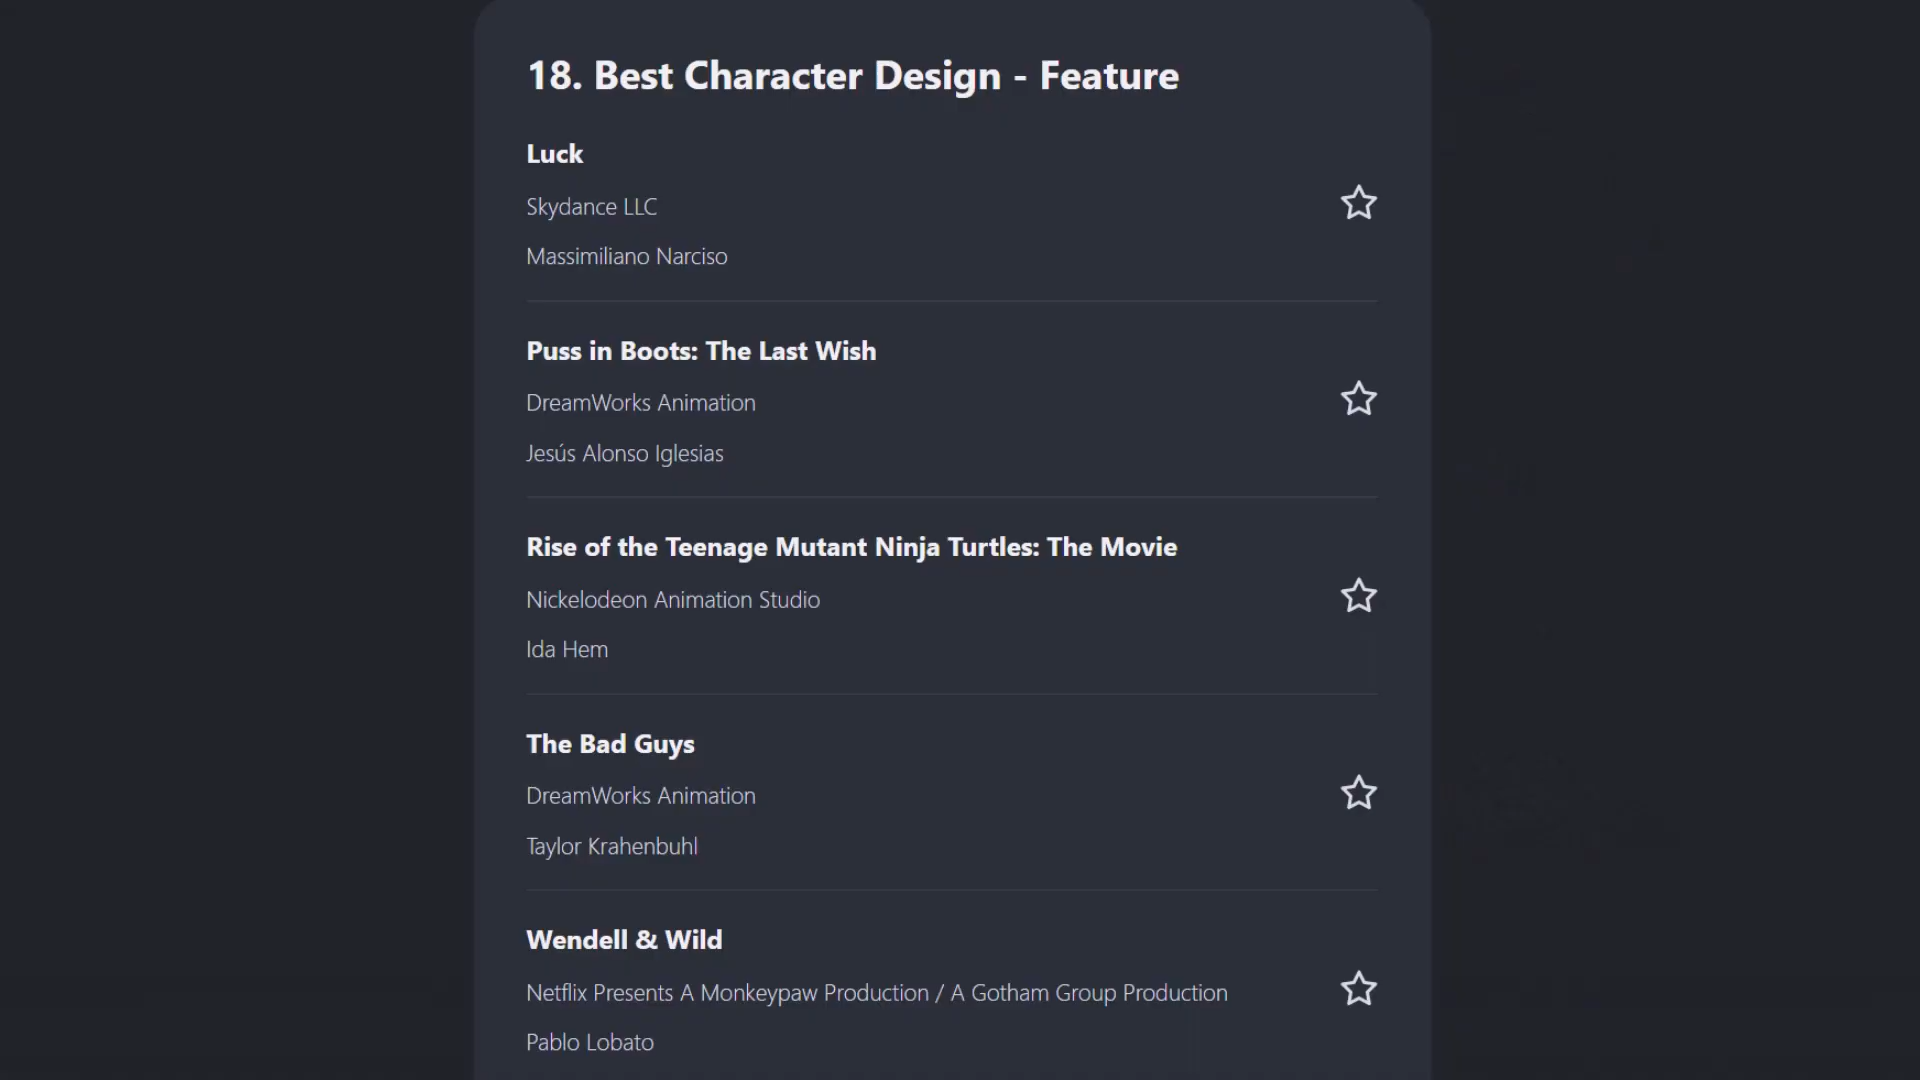 18. Best Character Design - Feature
Luck
Skydance LLC
Massimiliano Narciso
Puss in Boots: The Last Wish
DreamWorks Animation
Jesús Alonso Iglesias
Rise of the Teenage Mutant Ninja Turtles: The Movie
Nickelodeon Animation Studio
Ida Hem
The Bad Guys
DreamWorks Animation
Taylor Krahenbuhl
Wendell & Wild
Netflix Presents A Monkeypaw Production / A Gotham Group Production
Pablo Lobato